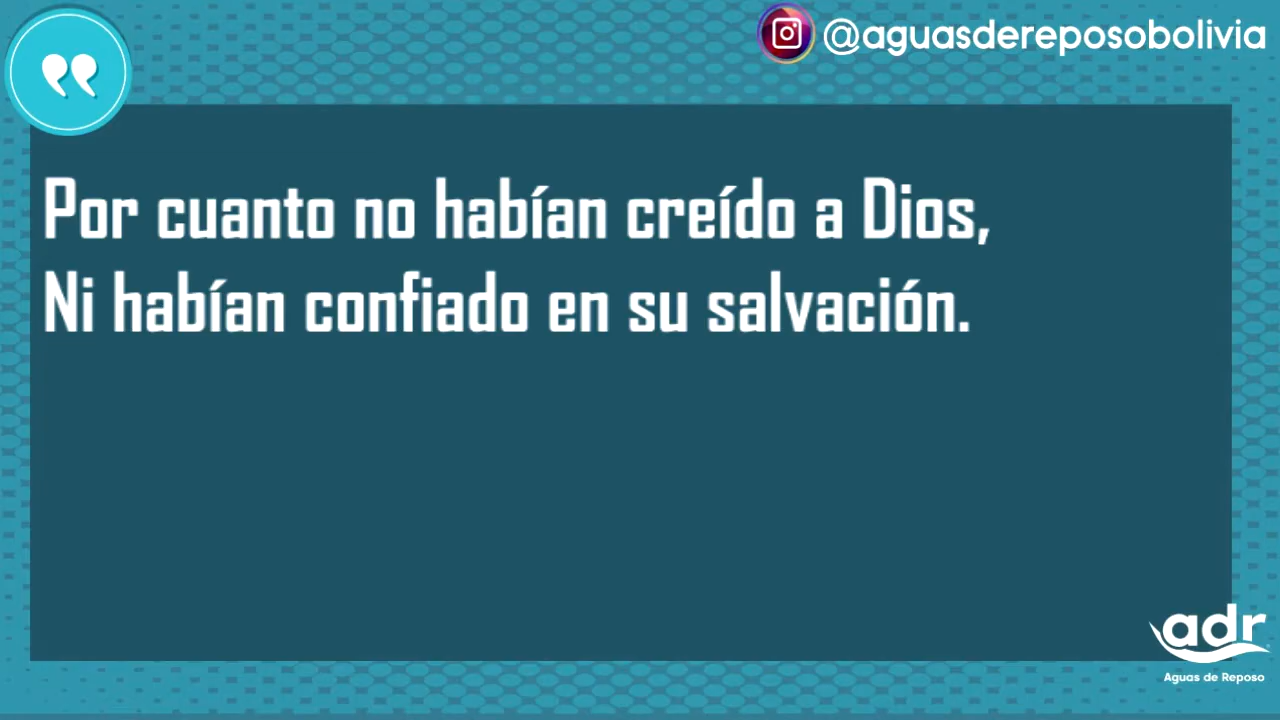 @aguasdereposobolivia
Por cuanto no habían creído a Dios,
Ni habían confiado en su salvación.
adr
Aguas de Reposo